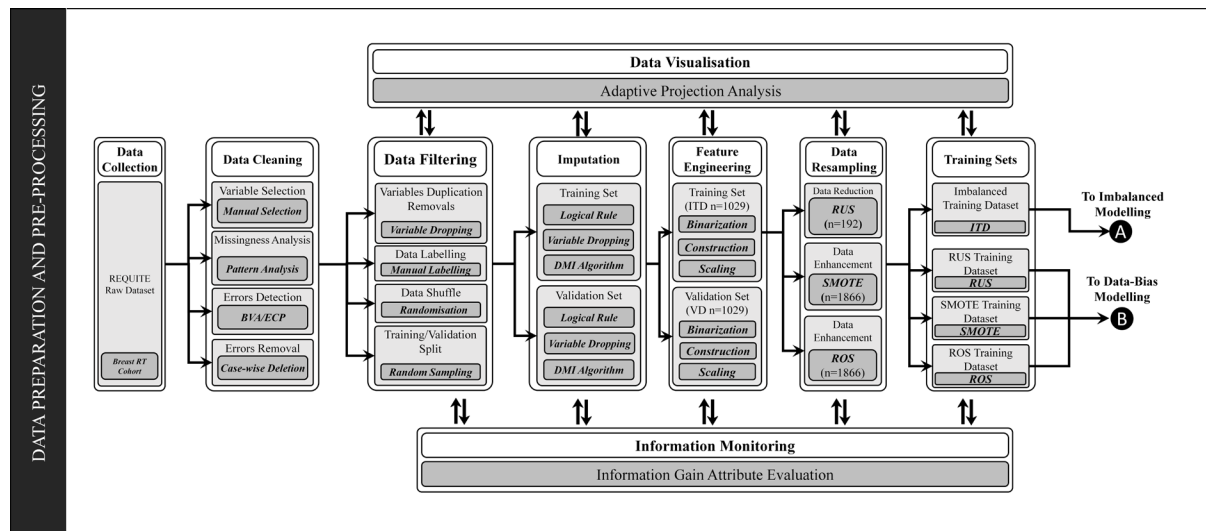 DATA PREPARATION AND PRE-PROCESSING
Data Visualisation
Adaptive Projection Analysis
Data
Collection
REQUITE
Raw Dataset
Breast RT
Cohort
Data Cleaning
Variable Selection
Manual Selection
Missingness Analysis
Pattern Analysis
Errors Detection
BVA/ECP
Errors Removal
Case-wise Deletion
Data Filtering
Variables Duplication
Removals
Variable Dropping
Data Labelling
Manual Labelling
Data Shuffle
Randomisation
Training/Validation
Split
Random Sampling
Imputation
Training Set
Logical Rule
Variable Dropping
DMI Algorithm
Validation Set
Logical Rule
Variable Dropping
DMI Algorithm
Feature
Engineering
Training Set
(ITD n=1029)
Binarization
Construction
Scaling
Validation Set
(VD n=1029)
Binarization
Construction
Scaling
Data
Resampling
Data Reduction
RUS
(n=192)
Data
Enhancement
SMOTE
(n=1866)
Data
Enhancement
ROS
(n=1866)
Training Sets
Imbalanced
Training Dataset
ITD
RUS Training
Dataset
RUS
SMOTE Training
Dataset
SMOTE
ROS Training
Dataset
ROS
To Imbalanced
Modelling
A
To Data-Bias
Modelling
B
Information Monitoring
Information Gain Attribute Evaluation